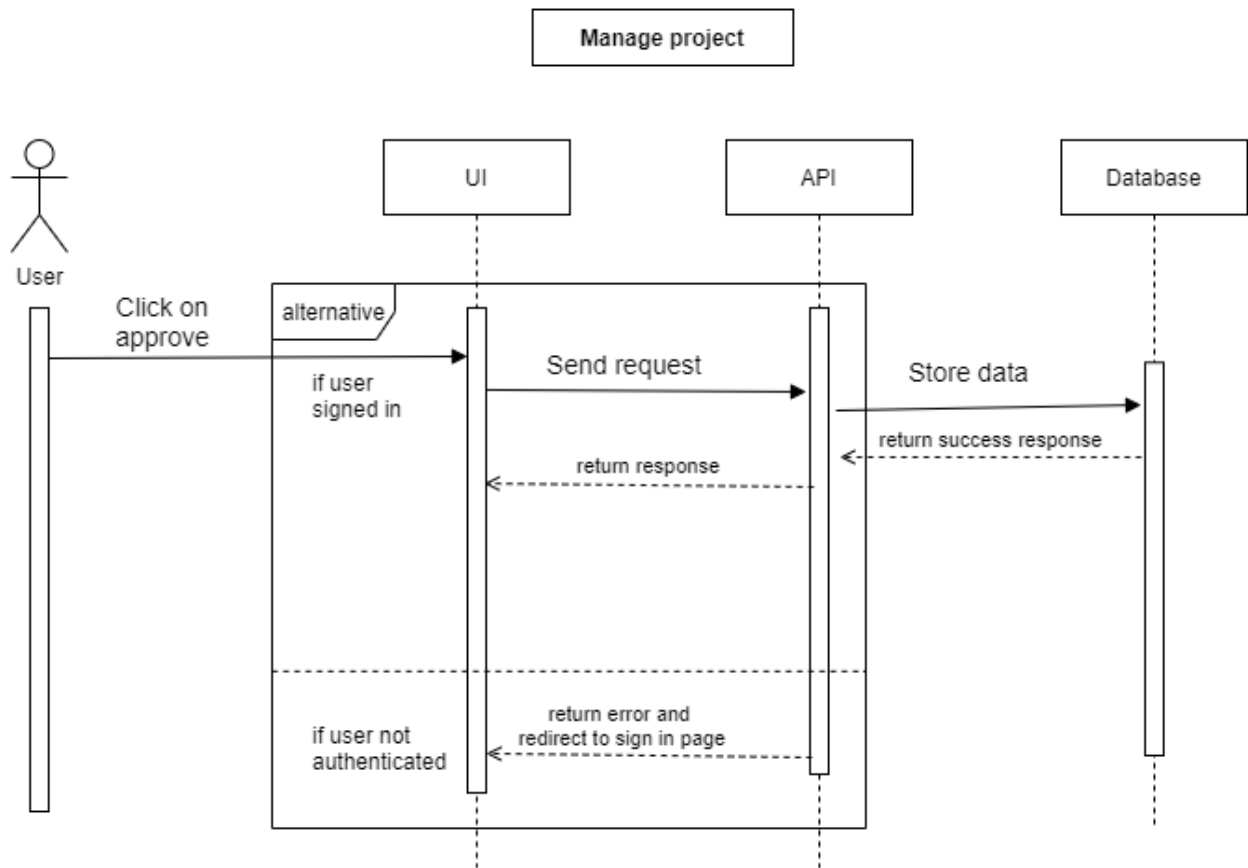 Manage project
UI
API
Database
User
Click on
approve
alternative
if user
signed in
Send request
Store data
return success response
return response
if user not
authenticated
return error and
redirect to sign in page